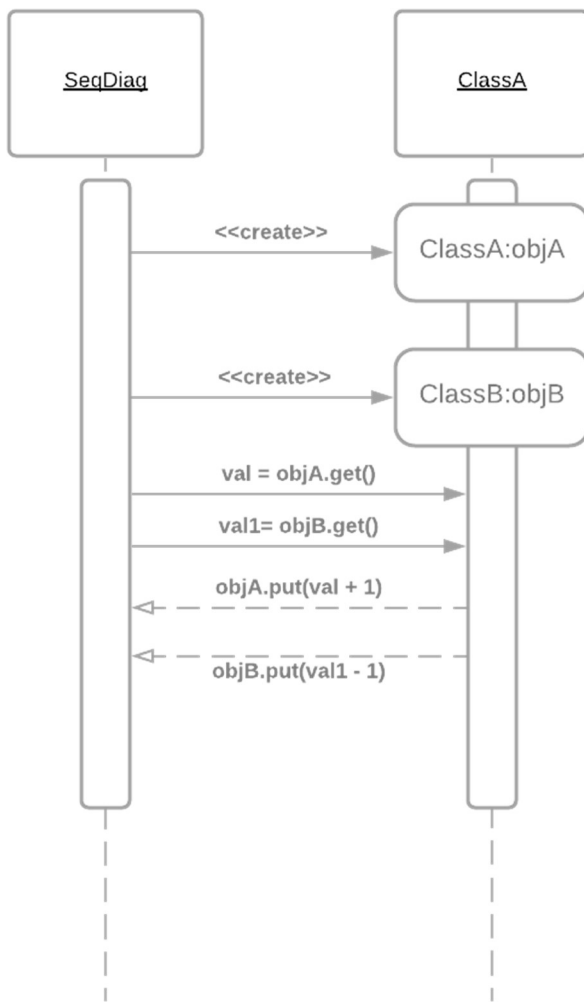 SeqDiag
ClassA
<<create>>
ClassA:objA
<<create>>
ClassB:objB
val = objA.get()
val1= objB.get()
objA.put(val + 1)
objB.put(val1 - 1)